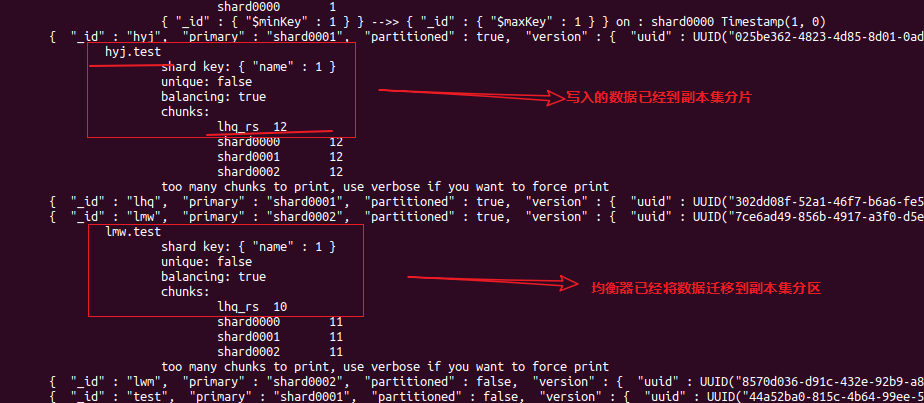 shard0000 1
{ "_id" : { "$minKey" : 1 } } -->> { "_id" : { "$maxKey" : 1 } } on : shard0000 Timestamp(1, 0)
{ "_id" : "hyj", "primary" : "shard0001", "partitioned" : true, "version" : { "uuid" : UUID("025be362-4823-4d85-8d01-0ad
hyj.test
shard key: { "name" : 1 }
unique: false
balancing: true
写入的数据已经到副本集分片
chunks:
lhq_rs 12
shard0000 12
shard0001 12
shard0002 12
too many chunks to print, use verbose if you want to force print
{ "_id" : "lhq", "primary" : "shard0001", "partitioned" : true, "version" : { "uuid" : UUID("302dd08f-52a1-46f7-b6a6-fe5
{ "_id" : "lmw", "primary" : "shard0002", "partitioned" : true, "version" : { "uuid" : UUID("7ce6ad49-856b-4917-a3f0-d5e
lmw.test
shard key: { "name" : 1 }
unique: false
balancing: true
均衡器已经将数据迁移到副本集分区
chunks:
lhq_rs 10
shard0000 11
shard0001 11
shard0002 11
too many chunks to print, use verbose if you want to force print
{ "_id" : "lwm", "primary" : "shard0002", "partitioned" : false, "version" : { "uuid" : UUID("8570d036-d91c-432e-92b9-a8
{ "_id" : "test", "primary" : "shard0001", "partitioned" : false, "version" : { "uuid" : UUID("44a52ba0-815c-4b64-99ee-